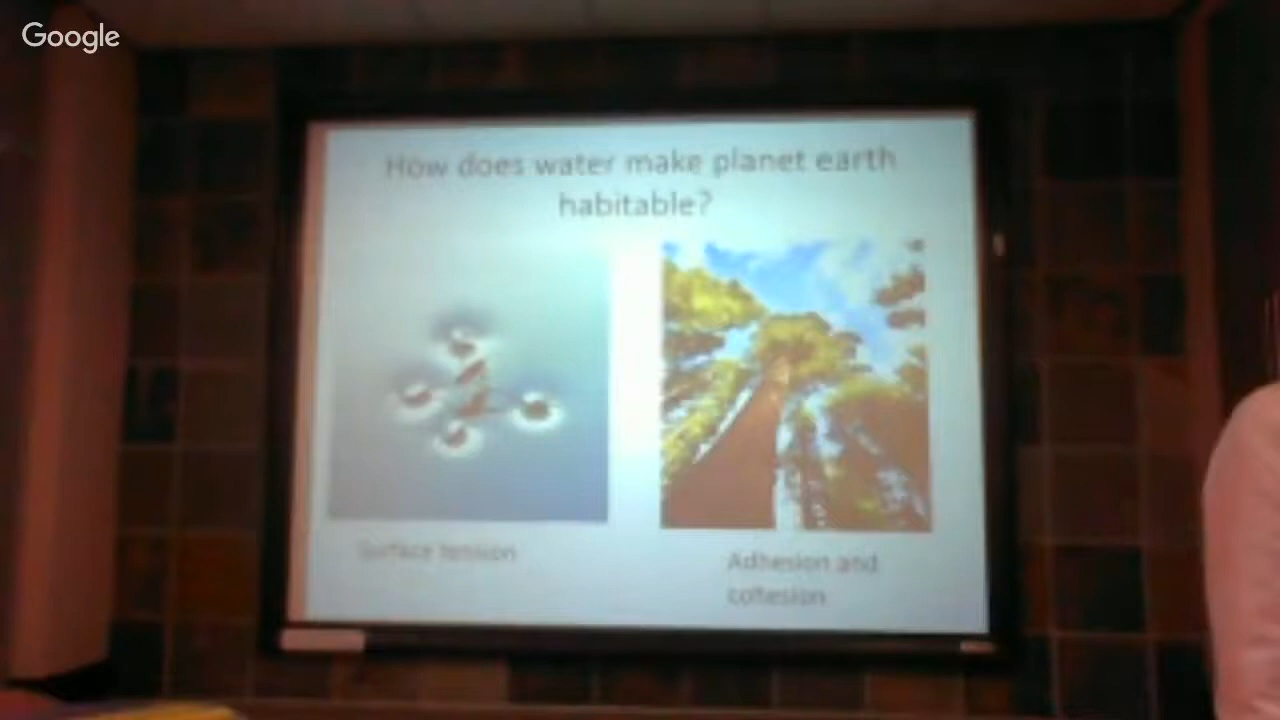 Google
How does water make planet earth
habitable?
Surface tension
Adhesion and
cohesion